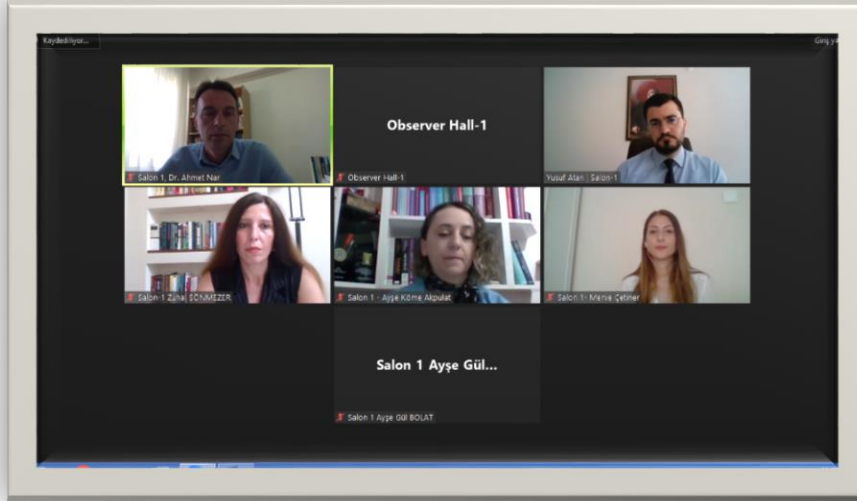 Kaydediliyor...
Salon 1, Dr. Ahmet Nar
Observer Hall-1
Observer Hall-1
Yusuf Atan | Salon-1
Salon-1 Zuhal SÖNMEZER
Salon 1 - Ayşe Köme Akpulat
Salon 1- Merve Çetiner
Salon 1 Ayşe Gül...
Salon 1 Ayşe Gül BOLAT